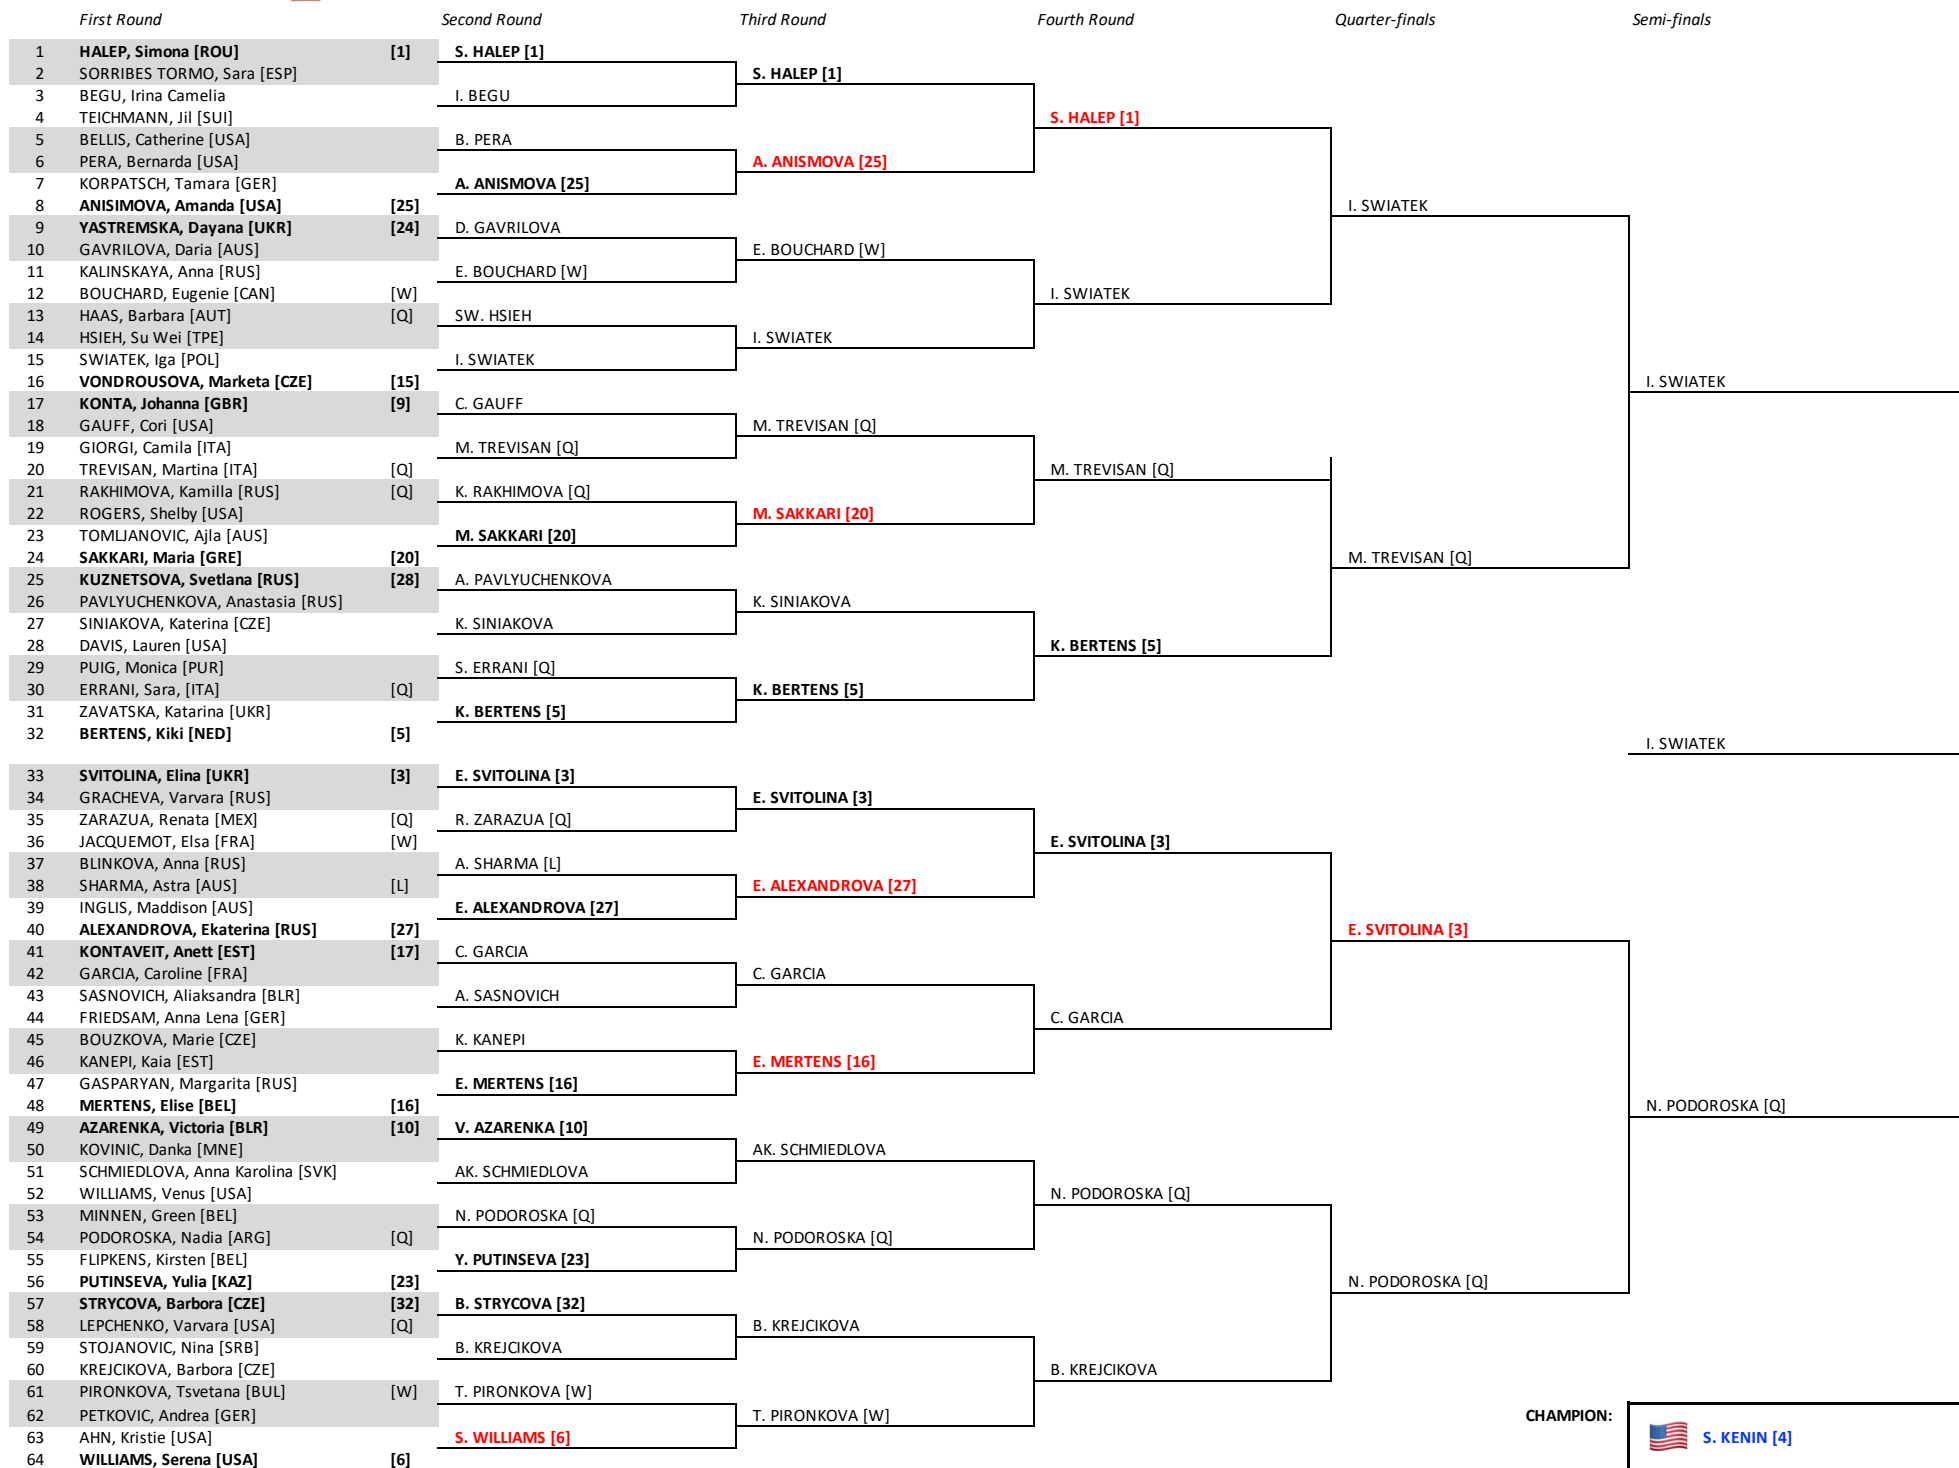 First Round Second Round Third Round Fourth Round Quarter-finals Semi-finals
1 HALEP, Simona [ROU] [1] S. HALEP [1]
2 SORRIBES TORMO, Sara [ESP] S. HALEP [1]
3 BEGU, Irina Camelia I. BEGU
4 TEICHMANN, Jil [SUI] S. HALEP [1]
5 BELLIS, Catherine [USA] B. PERA
6 PERA, Bernarda [USA] A. ANISMOVA [25]
7 KORPATSCH, Tamara [GER] A. ANISMOVA [25]
8 ANISIMOVA, Amanda [USA] [25] I. SWIATEK
9 YASTREMSKA, Dayana [UKR] [24] D. GAVRILOVA
10 GAVRILOVA, Daria [AUS] E. BOUCHARD [W]
11 KALINSKAYA, Anna [RUS] E. BOUCHARD [W]
12 BOUCHARD, Eugenie [CAN] [W] I. SWIATEK
13 HAAS, Barbara [AUT] [Q] SW. HSIEH
14 HSIEH, Su Wei [TPE] I. SWIATEK
15 SWIATEK, Iga [POL] I. SWIATEK
16 VONDROUSOVA, Marketa [CZE] [15] I. SWIATEK
17 KONTA, Johanna [GBR] [9] C. GAUFF
18 GAUFF, Cori [USA] M. TREVISAN [Q]
19 GIORGI, Camila [ITA] M. TREVISAN [Q]
20 TREVISAN, Martina [ITA] [Q] M. TREVISAN [Q]
21 RAKHIMOVA, Kamilla [RUS] [Q] K. RAKHIMOVA [Q]
22 ROGERS, Shelby [USA] M. SAKKARI [20]
23 TOMLJANOVIC, Ajla [AUS] M. SAKKARI [20]
24 SAKKARI, Maria [GRE] [20] M. TREVISAN [Q]
25 KUZNETSOVA, Svetlana [RUS] [28] A. PAVLYUCHENKOVA
26 PAVLYUCHENKOVA, Anastasia [RUS] K. SINIAKOVA
27 SINIAKOVA, Katerina [CZE] K. SINIAKOVA
28 DAVIS, Lauren [USA] K. BERTENS [5]
29 PUIG, Monica [PUR] S. ERRANI [Q]
30 ERRANI, Sara, [ITA] [Q] K. BERTENS [5]
31 ZAVATSKA, Katarina [UKR] K. BERTENS [5]
32 BERTENS, Kiki [NED] [5]
I. SWIATEK
33 SVITOLINA, Elina [UKR] [3] E. SVITOLINA [3]
34 GRACHEVA, Varvara [RUS] E. SVITOLINA [3]
35 ZARAZUA, Renata [MEX] [Q] R. ZARAZUA [Q]
36 JACQUEMOT, Elsa [FRA] [W] E. SVITOLINA [3]
37 BLINKOVA, Anna [RUS] A. SHARMA [L]
38 SHARMA, Astra [AUS] [L] E. ALEXANDROVA [27]
39 INGLIS, Maddison [AUS] E. ALEXANDROVA [27]
40 ALEXANDROVA, Ekaterina [RUS] [27] E. SVITOLINA [3]
41 KONTAVEIT, Anett [EST] [17] C. GARCIA
42 GARCIA, Caroline [FRA] C. GARCIA
43 SASNOVICH, Aliaksandra [BLR] A. SASNOVICH
44 FRIEDSAM, Anna Lena [GER] C. GARCIA
45 BOUZKOVA, Marie [CZE] K. KANEPI
46 KANEPI, Kaia [EST] E. MERTENS [16]
47 GASPARYAN, Margarita [RUS] E. MERTENS [16]
48 MERTENS, Elise [BEL] [16] N. PODOROSKA [Q]
49 AZARENKA, Victoria [BLR] [10] V. AZARENKA [10]
50 KOVINIC, Danka [MNE] AK. SCHMIEDLOVA
51 SCHMIEDLOVA, Anna Karolina [SVK] AK. SCHMIEDLOVA
52 WILLIAMS, Venus [USA] N. PODOROSKA [Q]
53 MINNEN, Green [BEL] N. PODOROSKA [Q]
54 PODOROSKA, Nadia [ARG] [Q] N. PODOROSKA [Q]
55 FLIPKENS, Kirsten [BEL] Y. PUTINSEVA [23]
56 PUTINSEVA, Yulia [KAZ] [23] N. PODOROSKA [Q]
57 STRYCOVA, Barbora [CZE] [32] B. STRYCOVA [32]
58 LEPCHENKO, Varvara [USA] [Q] B. KREJCIKOVA
59 STOJANOVIC, Nina [SRB] B. KREJCIKOVA
60 KREJCIKOVA, Barbora [CZE] B. KREJCIKOVA
61 PIRONKOVA, Tsvetana [BUL] [W] T. PIRONKOVA [W]
62 PETKOVIC, Andrea [GER] T. PIRONKOVA [W] CHAMPION:
63 AHN, Kristie [USA] S. WILLIAMS [6] S. KENIN [4]
64 WILLIAMS, Serena [USA] [6]